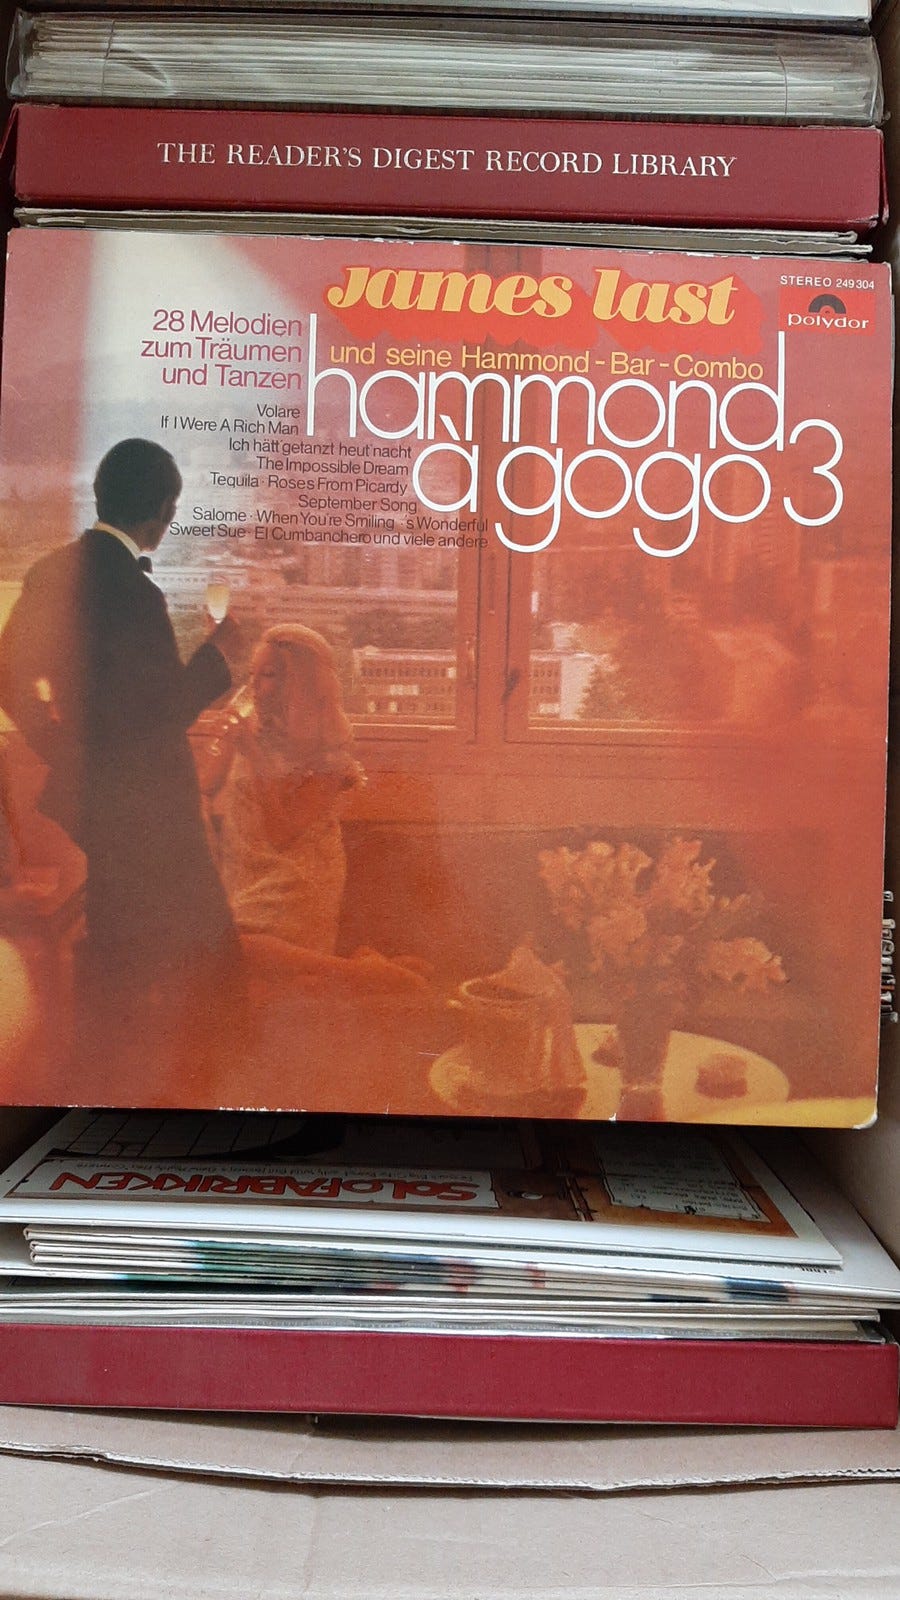 THE READER'S DIGEST RECORD LIBRARY
james last
STEREO 249304
polydor
28 Melodien
zum Träumen
und Tanzen
und seine Hammond-Bar-Combo
hammond
à gogo 3
Volare
If I Were A Rich Man
Ich hätt' getanzt heut' nacht
The Impossible Dream
Tequila · Roses From Picardy
September Song
Salome · When You're Smiling · 's Wonderful
Sweet Sue · El Cumbanchero und viele andere
SOLOFABRIKKEN